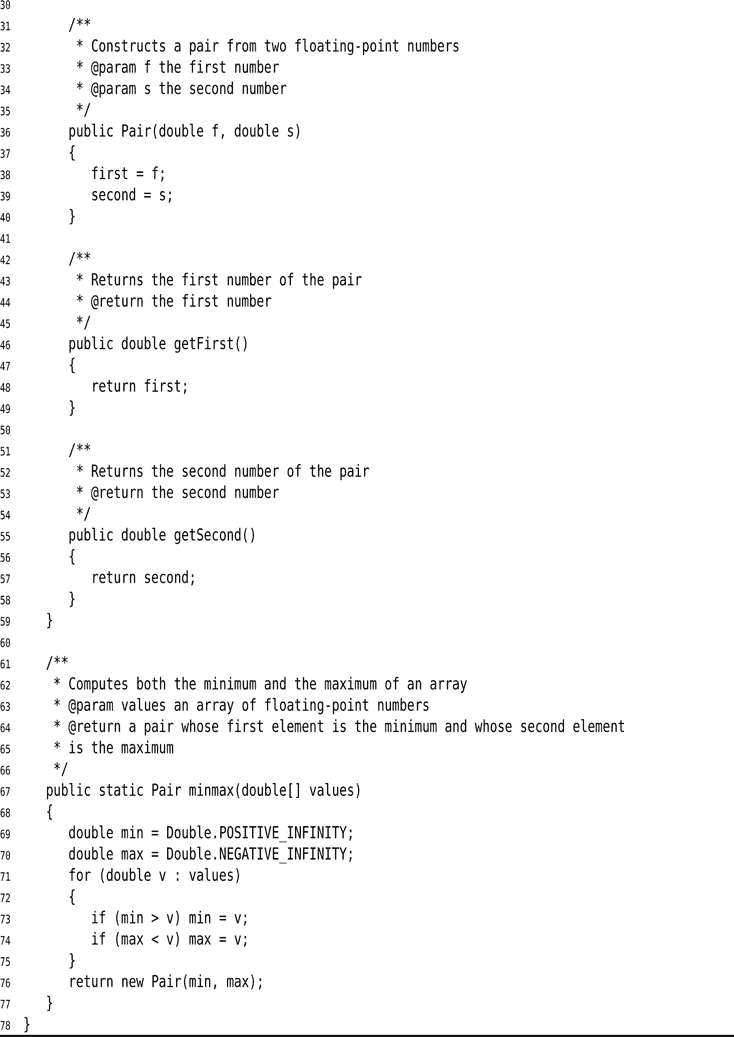 30
31 /**
32 * Constructs a pair from two floating-point numbers
33 * @param f the first number
34 * @param s the second number
35 */
36 public Pair(double f, double s)
37 {
38 first = f;
39 second = s;
40 }
41
42 /**
43 * Returns the first number of the pair
44 * @return the first number
45 */
46 public double getFirst()
47 {
48 return first;
49 }
50
51 /**
52 * Returns the second number of the pair
53 * @return the second number
54 */
55 public double getSecond()
56 {
57 return second;
58 }
59 }
60
61 /**
62 * Computes both the minimum and the maximum of an array
63 * @param values an array of floating-point numbers
64 * @return a pair whose first element is the minimum and whose second element
65 * is the maximum
66 */
67 public static Pair minmax(double[] values)
68 {
69 double min = Double.POSITIVE_INFINITY;
70 double max = Double.NEGATIVE_INFINITY;
71 for (double v : values)
72 {
73 if (min > v) min = v;
74 if (max < v) max = v;
75 }
76 return new Pair(min, max);
77 }
78 }